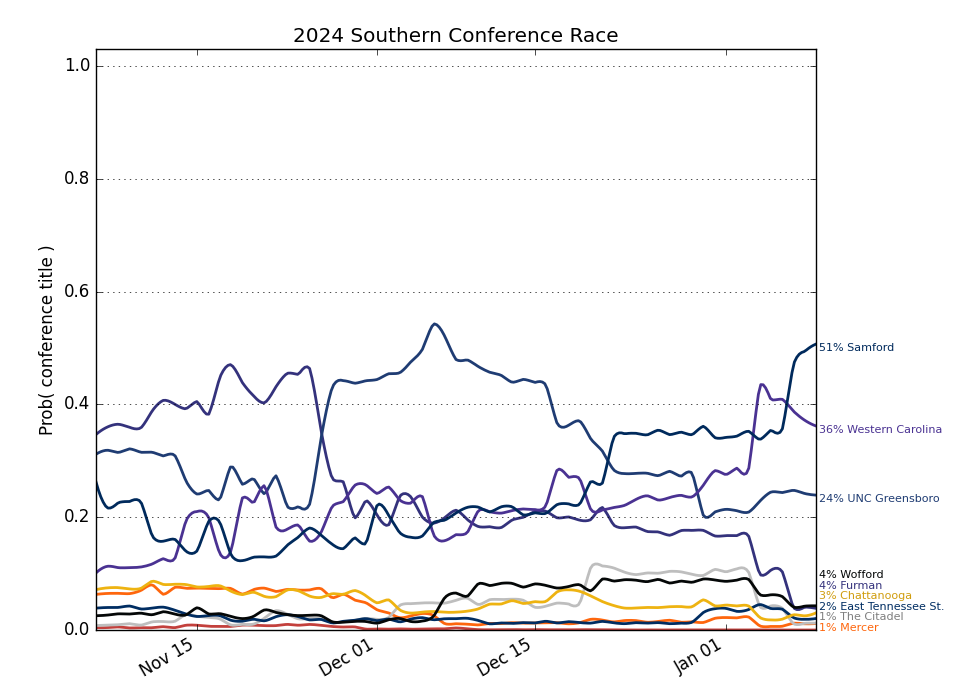 2024 Southern Conference Race
1.0
0.8
0.6
0.4
0.2
0.0
Prob( conference title )
51% Samford
36% Western Carolina
24% UNC Greensboro
4% Wofford
4% Furman
3% Chattanooga
2% East Tennessee St.
1% The Citadel
1% Mercer
Nov 15
Dec 01
Dec 15
Jan 01